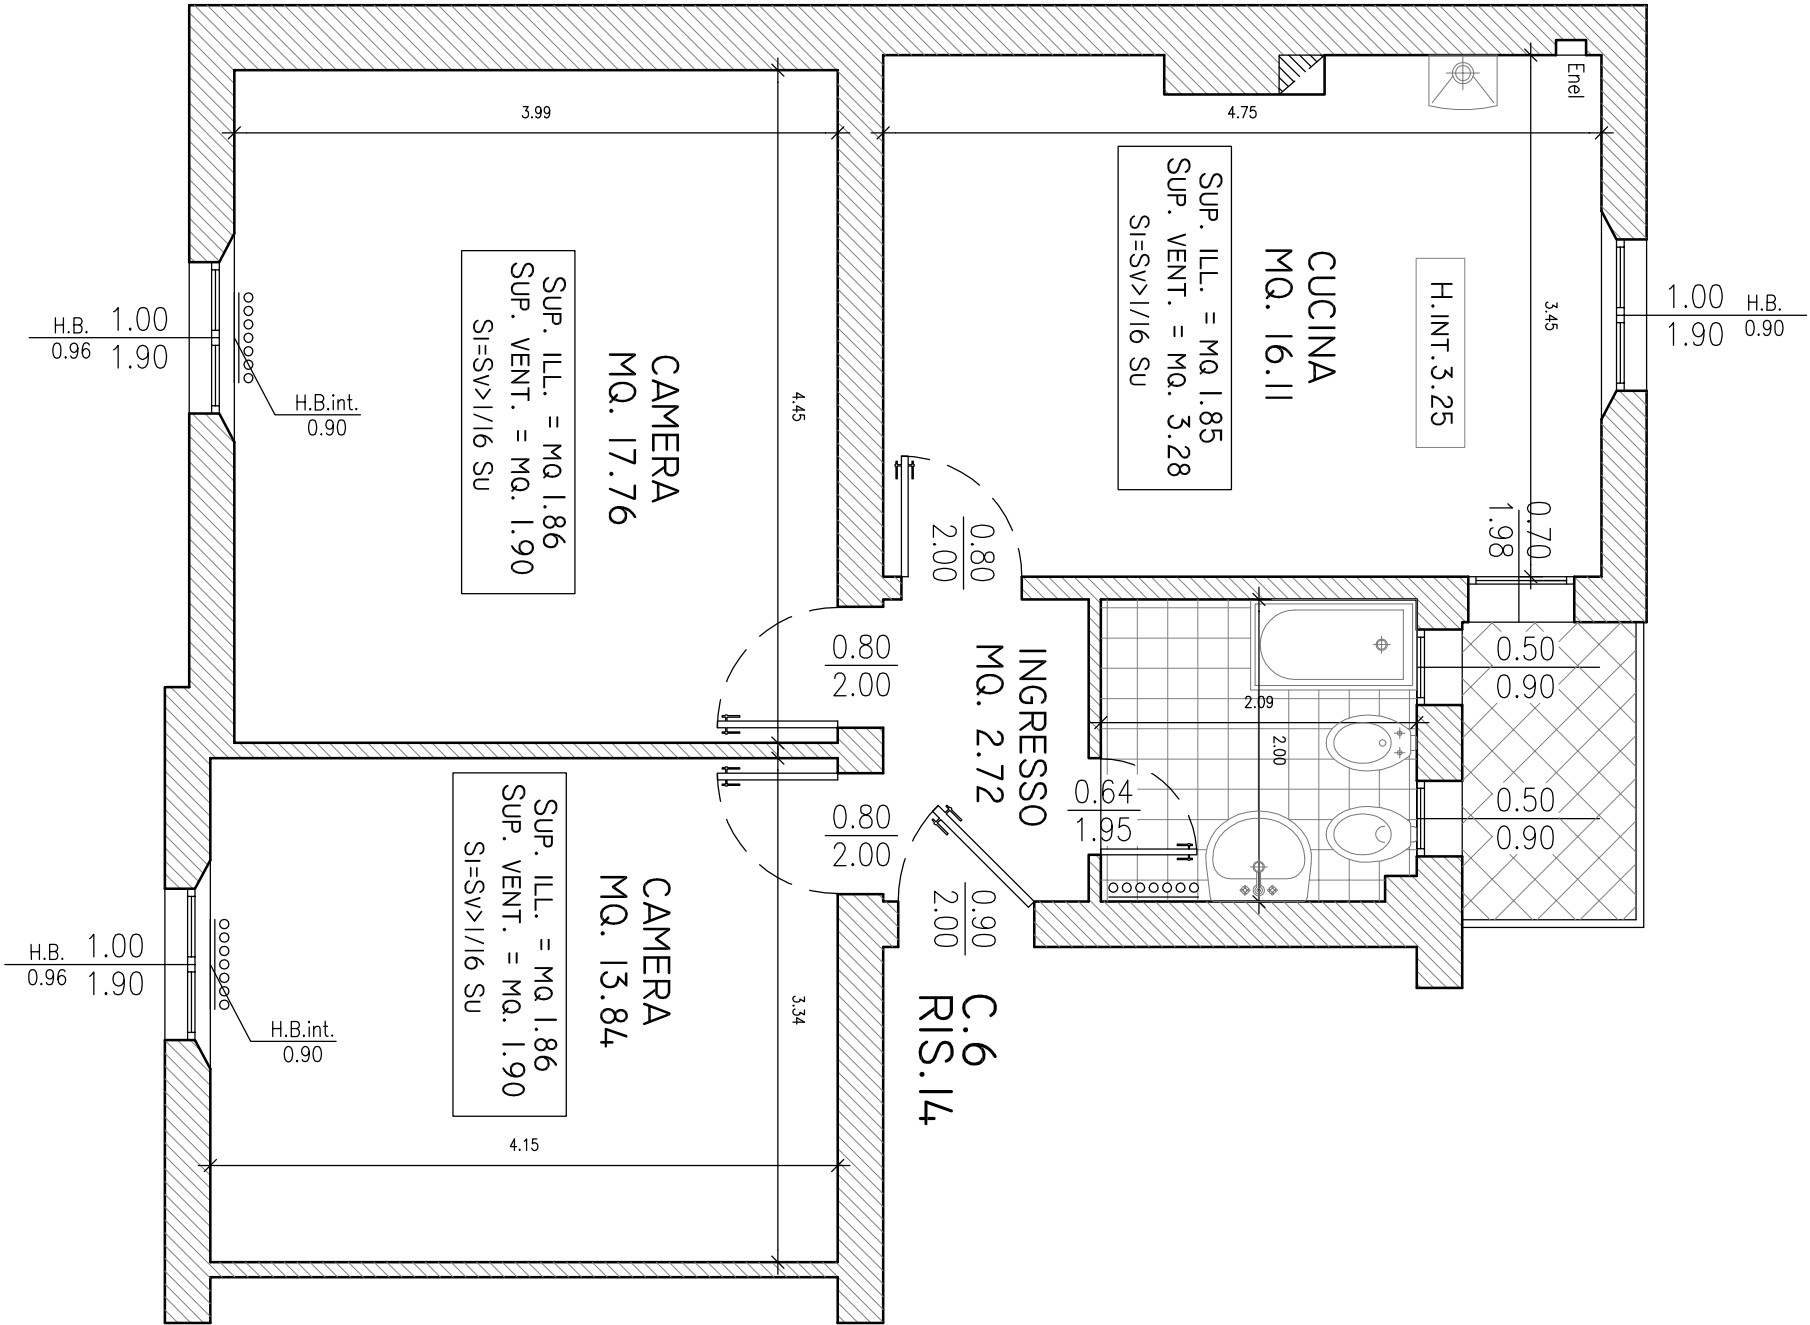 3.99
4.75
Enel
H.INT.3.25
3.45
1.00
1.90
H.B.
0.90
CUCINA
MQ. 16.11
SUP. ILL. = MQ 1.85
SUP. VENT. = MQ. 3.28
SI=SV>1/16 SU
H.B.
0.96
1.00
1.90
H.B.int.
0.90
CAMERA
MQ. 17.76
SUP. ILL. = MQ 1.86
SUP. VENT. = MQ. 1.90
SI=SV>1/16 SU
4.45
0.80
2.00
0.70
1.98
0.80
2.00
INGRESSO
MQ. 2.72
2.09
2.00
0.50
0.90
0.64
1.95
0.50
0.90
0.80
2.00
0.90
2.00
CAMERA
MQ. 13.84
SUP. ILL. = MQ 1.86
SUP. VENT. = MQ. 1.90
SI=SV>1/16 SU
H.B.
0.96
1.00
1.90
H.B.int.
0.90
3.34
C.6
RIS.14
4.15